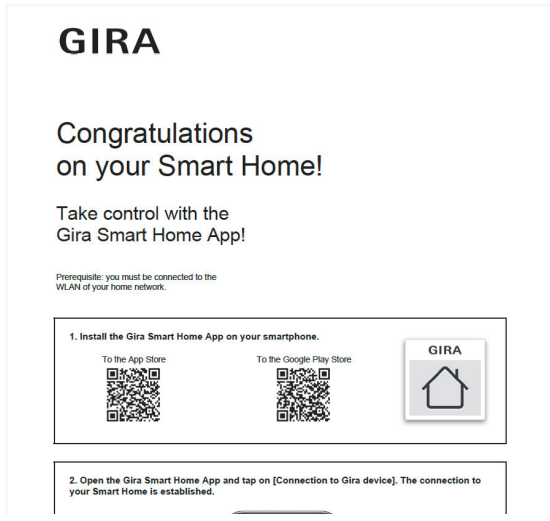 GIRA
Congratulations
on your Smart Home!
Take control with the
Gira Smart Home App!
Prerequisite: you must be connected to the
WLAN of your home network.
1. Install the Gira Smart Home App on your smartphone.
To the App Store
To the Google Play Store
GIRA
2. Open the Gira Smart Home App and tap on [Connection to Gira device]. The connection to
your Smart Home is established.